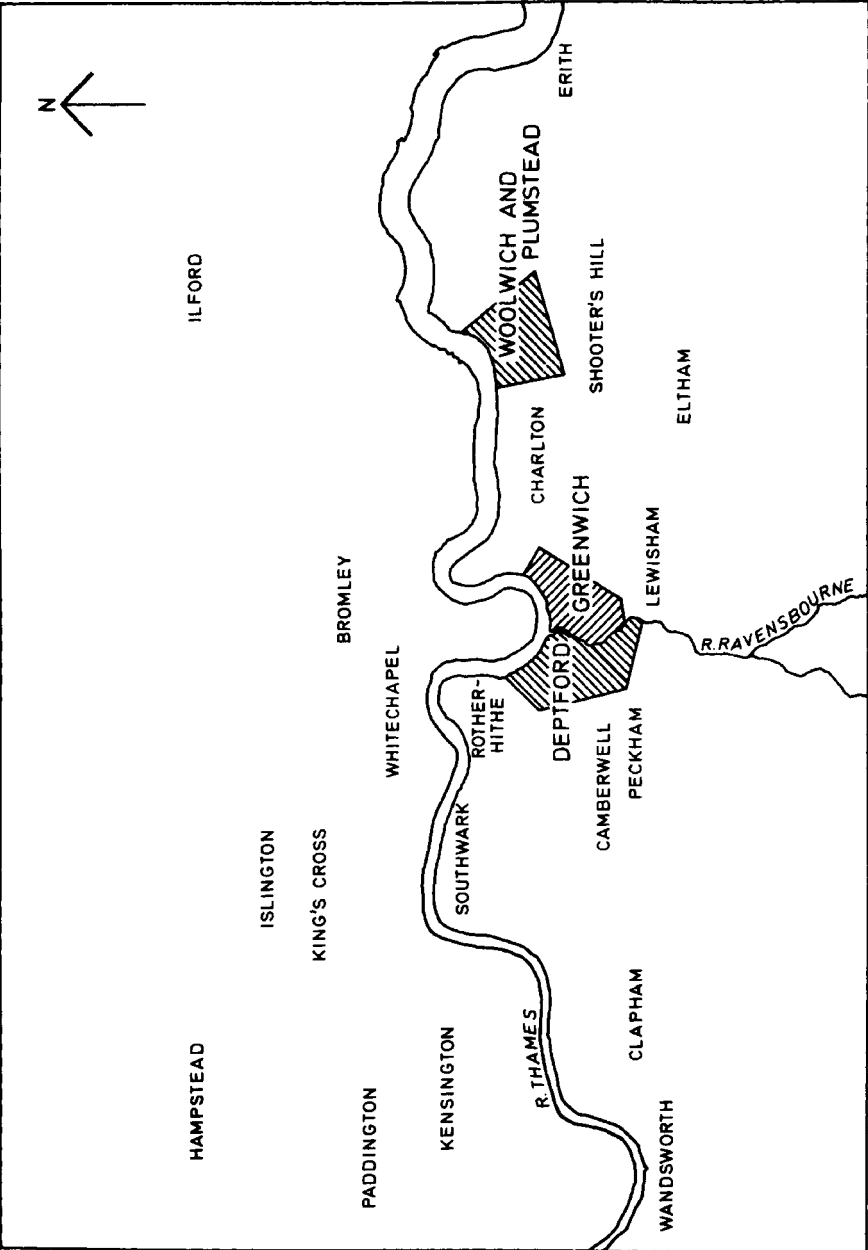 N
ILFORD
HAMPSTEAD
ISLINGTON
KING'S CROSS
BROMLEY
PADDINGTON
WHITECHAPEL
KENSINGTON
SOUTHWARK
ROTHER-
HITHE
WOOLWICH AND
PLUMSTEAD
ERITH
R. THAMES
CHARLTON
DEPTFORD
GREENWICH
SHOOTER'S HILL
CAMBERWELL
PECKHAM
CLAPHAM
LEWISHAM
WANDSWORTH
ELTHAM
R. RAVENSBOURNE